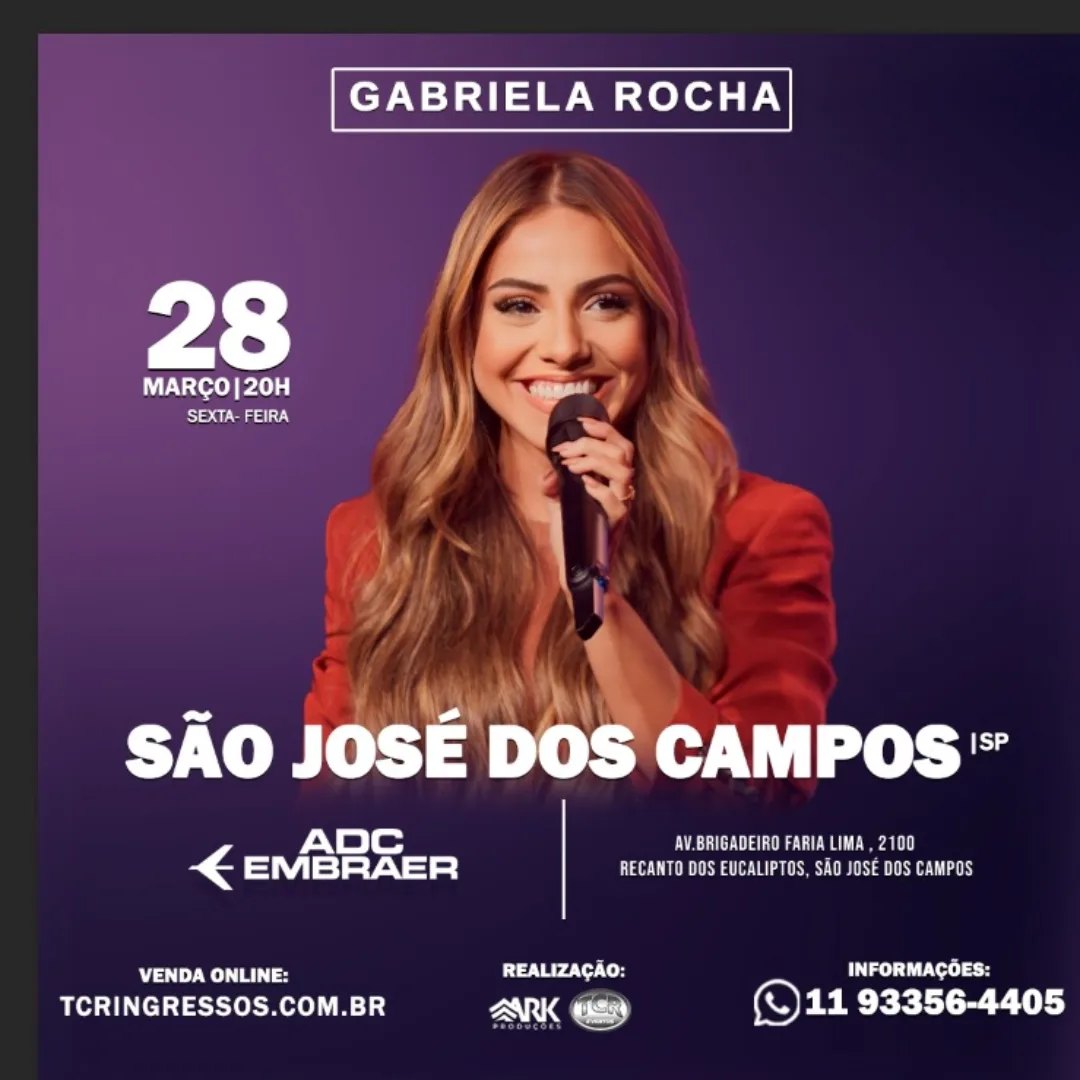 GABRIELA ROCHA
28
MARÇO|20H
SEXTA- FEIRA
SÃO JOSÉ DOS CAMPOS |SP
ADC
EMBRAER
AV.BRIGADEIRO FARIA LIMA , 2100
RECANTO DOS EUCALIPTOS, SÃO JOSÉ DOS CAMPOS
VENDA ONLINE:
TCRINGRESSOS.COM.BR
REALIZAÇÃO:
ARK
PRODUÇÕES
TCR
EVENTOS
INFORMAÇÕES:
11 93356-4405